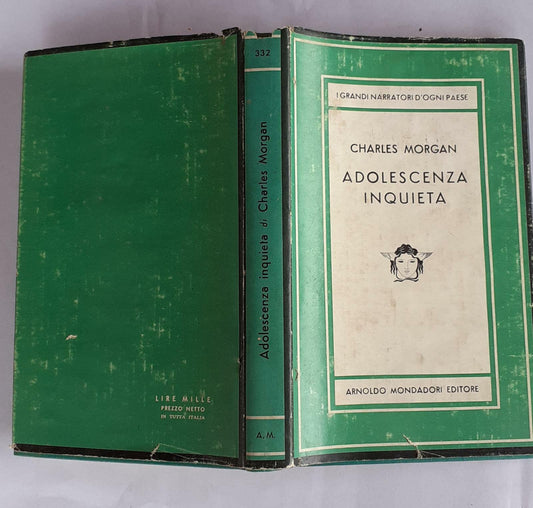 LIRE MILLE
PREZZO NETTO
IN TUTTA ITALIA
332
Adolescenza inquieta di Charles Morgan
A. M.
I GRANDI NARRATORI D'OGNI PAESE
CHARLES MORGAN
ADOLESCENZA
INQUIETA
ARNOLDO MONDADORI EDITORE